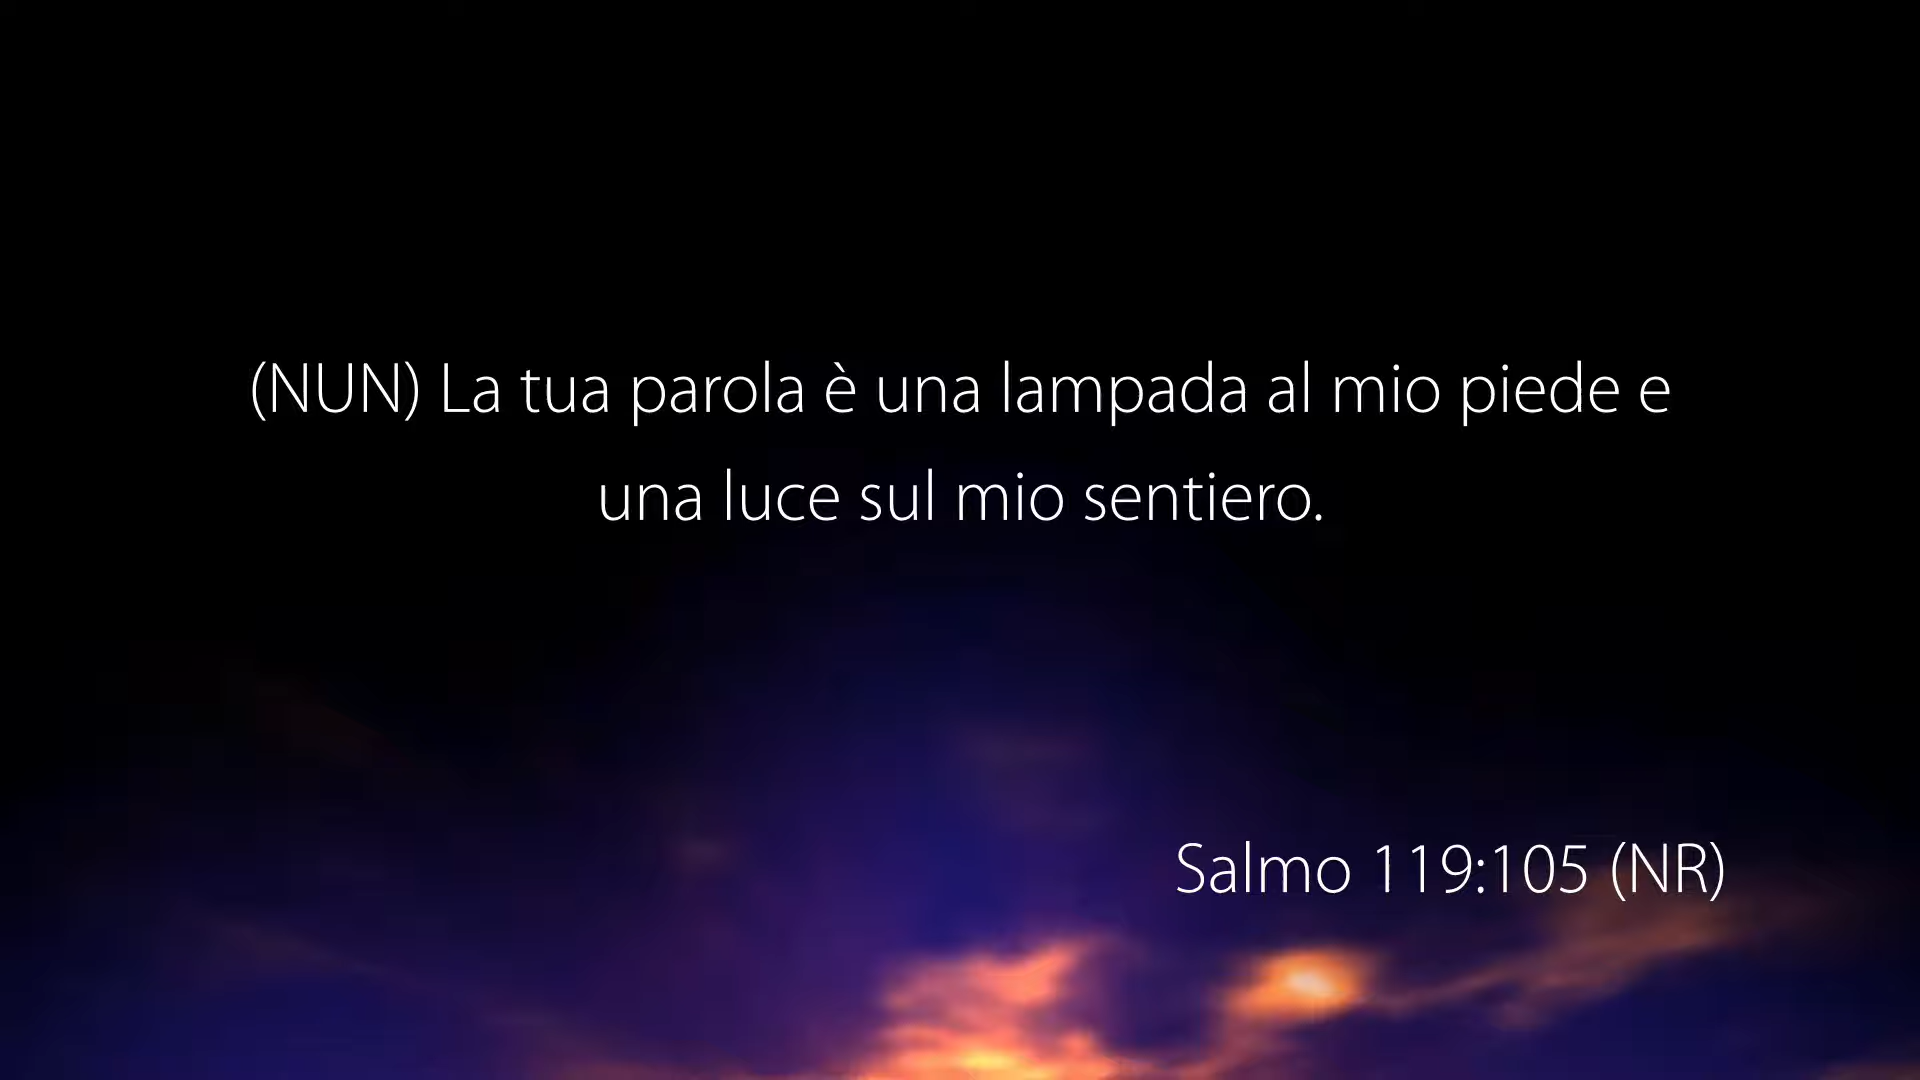 (NUN) La tua parola è una lampada al mio piede e
una luce sul mio sentiero.
Salmo 119:105 (NR)